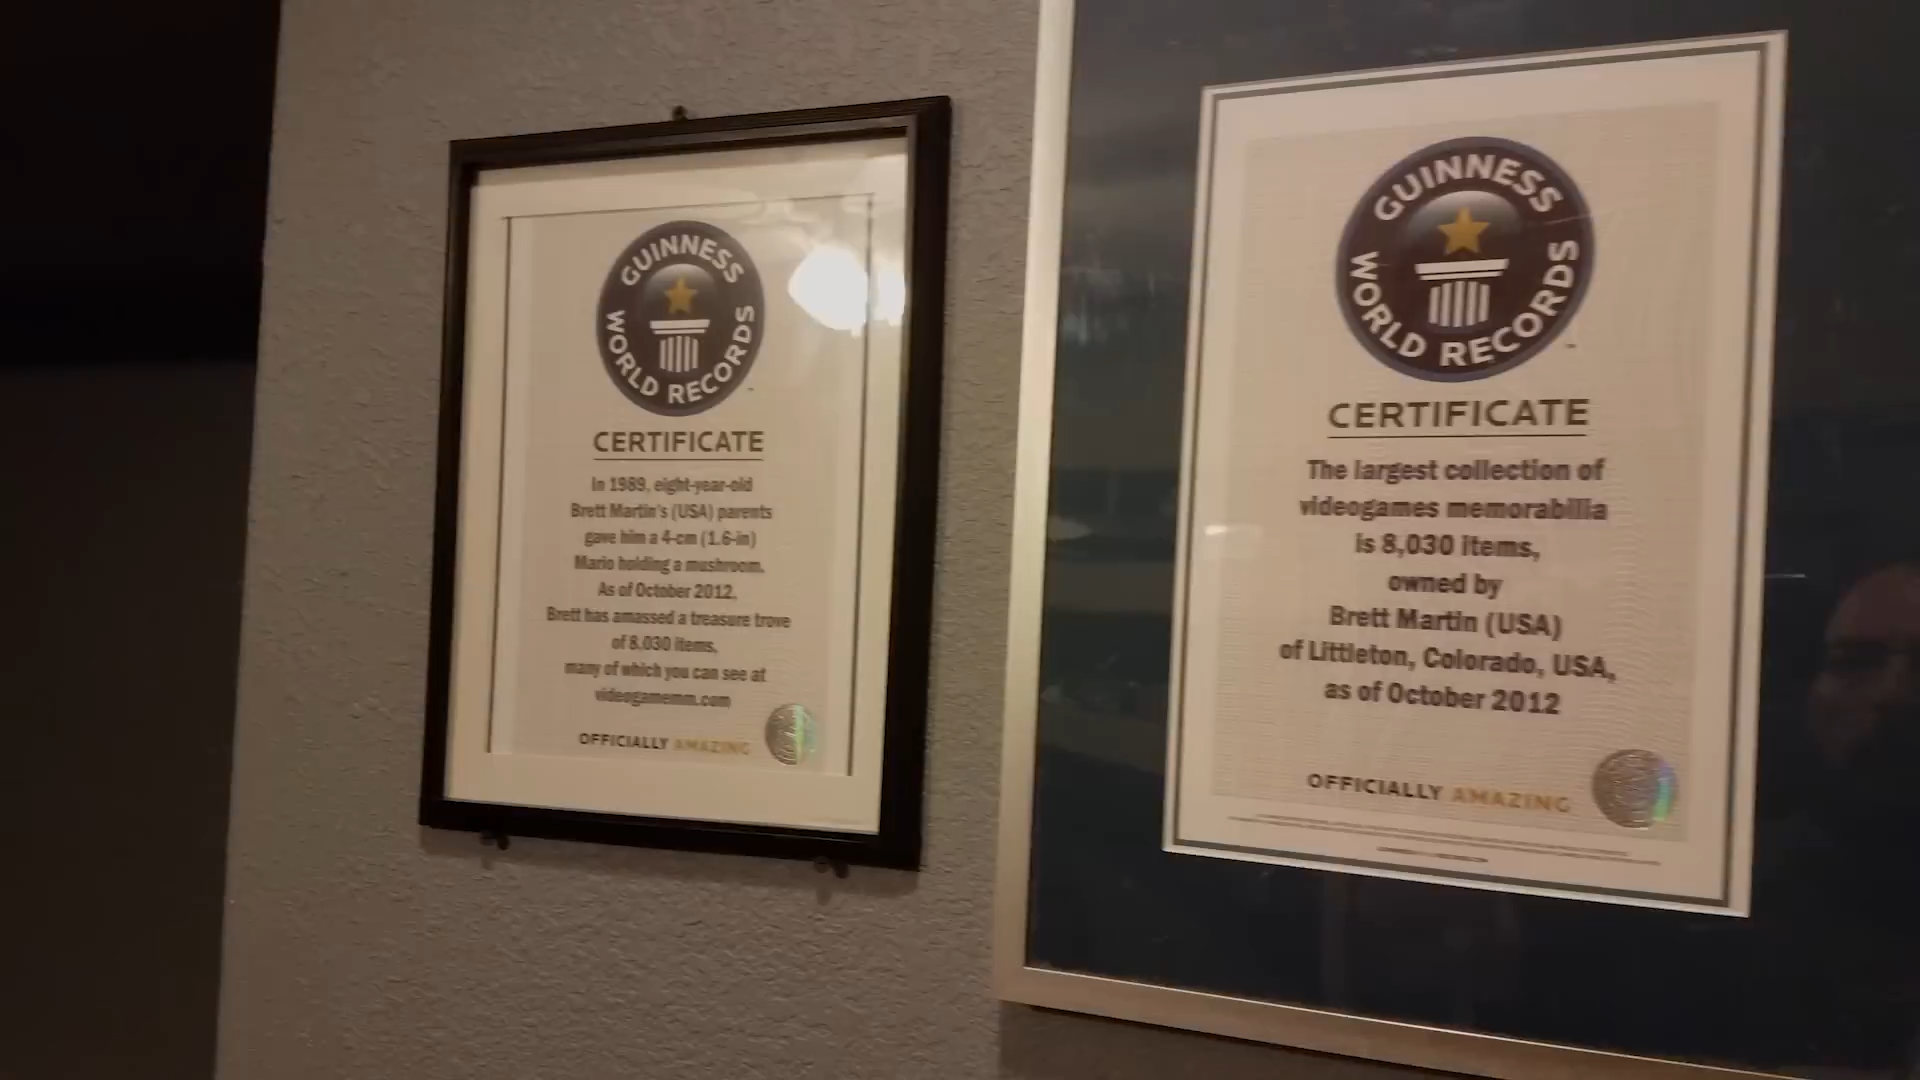 GUINNESS
WORLD RECORDS
CERTIFICATE
In 1989, eight-year-old
Brett Martin's (USA) parents
gave him a 4-cm (1.6-in)
Mario holding a mushroom.
As of October 2012,
Brett has amassed a treasure trove
of 8,030 items,
many of which you can see at
videogamemm.com
OFFICIALLY AMAZING
GUINNESS
WORLD RECORDS
CERTIFICATE
The largest collection of
videogames memorabilia
is 8,030 items,
owned by
Brett Martin (USA)
of Littleton, Colorado, USA,
as of October 2012
OFFICIALLY AMAZING